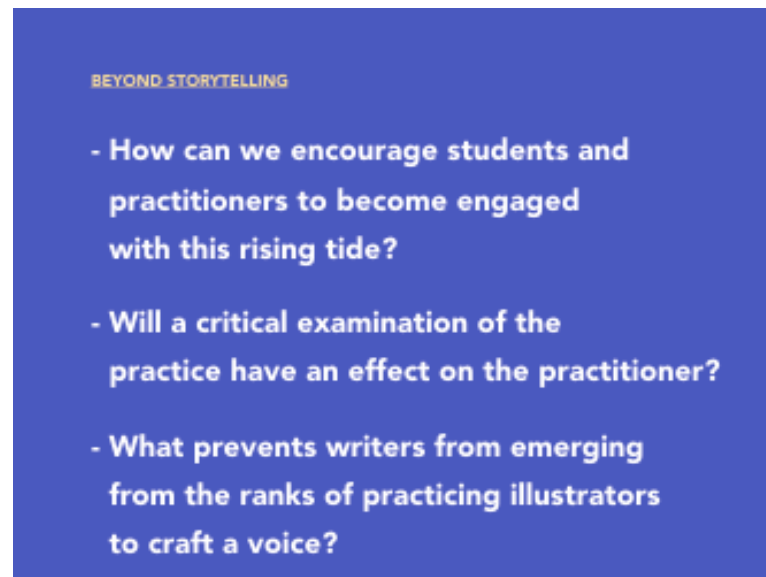 BEYOND STORYTELLING
- How can we encourage students and
practitioners to become engaged
with this rising tide?
- Will a critical examination of the
practice have an effect on the practitioner?
- What prevents writers from emerging
from the ranks of practicing illustrators
to craft a voice?